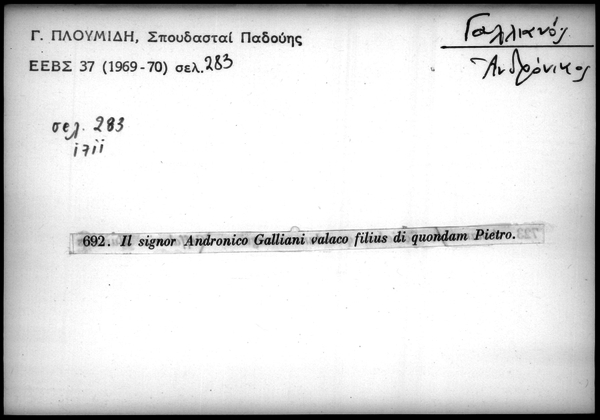 Γ. ΠΛΟΥΜΙΔΗ, Σπουδασταί Παδούης
ΕΕΒΣ 37 (1969-70) σελ. 283
Γαλλιανός
Ἀνδρόνικος
σελ. 283
1711
692. Il signor Andronico Galliani valaco filius di quondam Pietro.